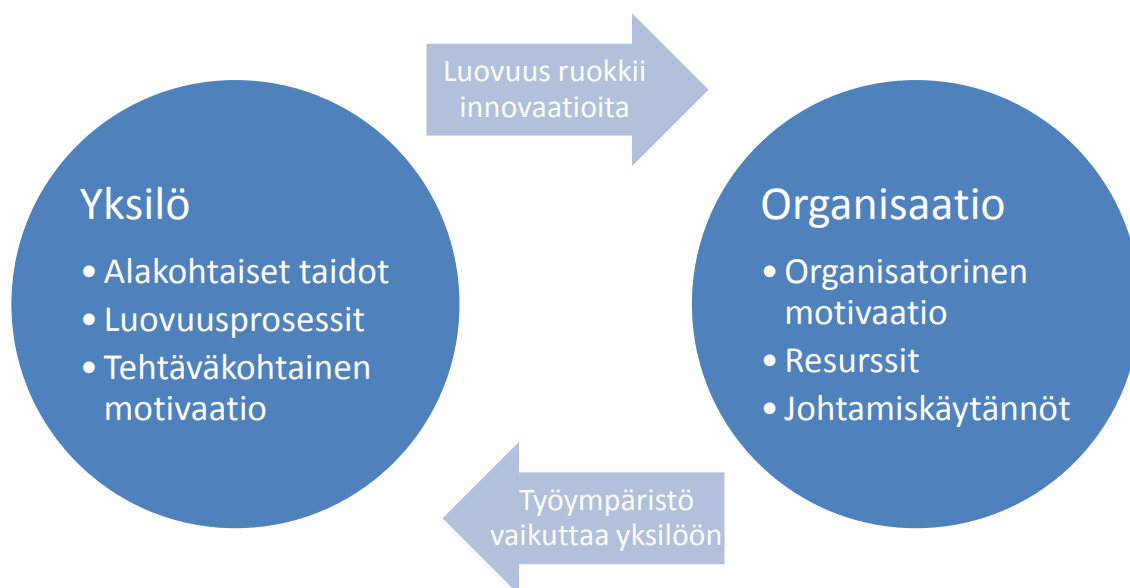 Luovuus ruokkii
innovaatioita
Yksilö
• Alakohtaiset taidot
• Luovuusprosessit
• Tehtäväkohtainen
motivaatio
Organisaatio
• Organisatorinen
motivaatio
• Resurssit
• Johtamiskäytännöt
Työympäristö
vaikuttaa yksilöön